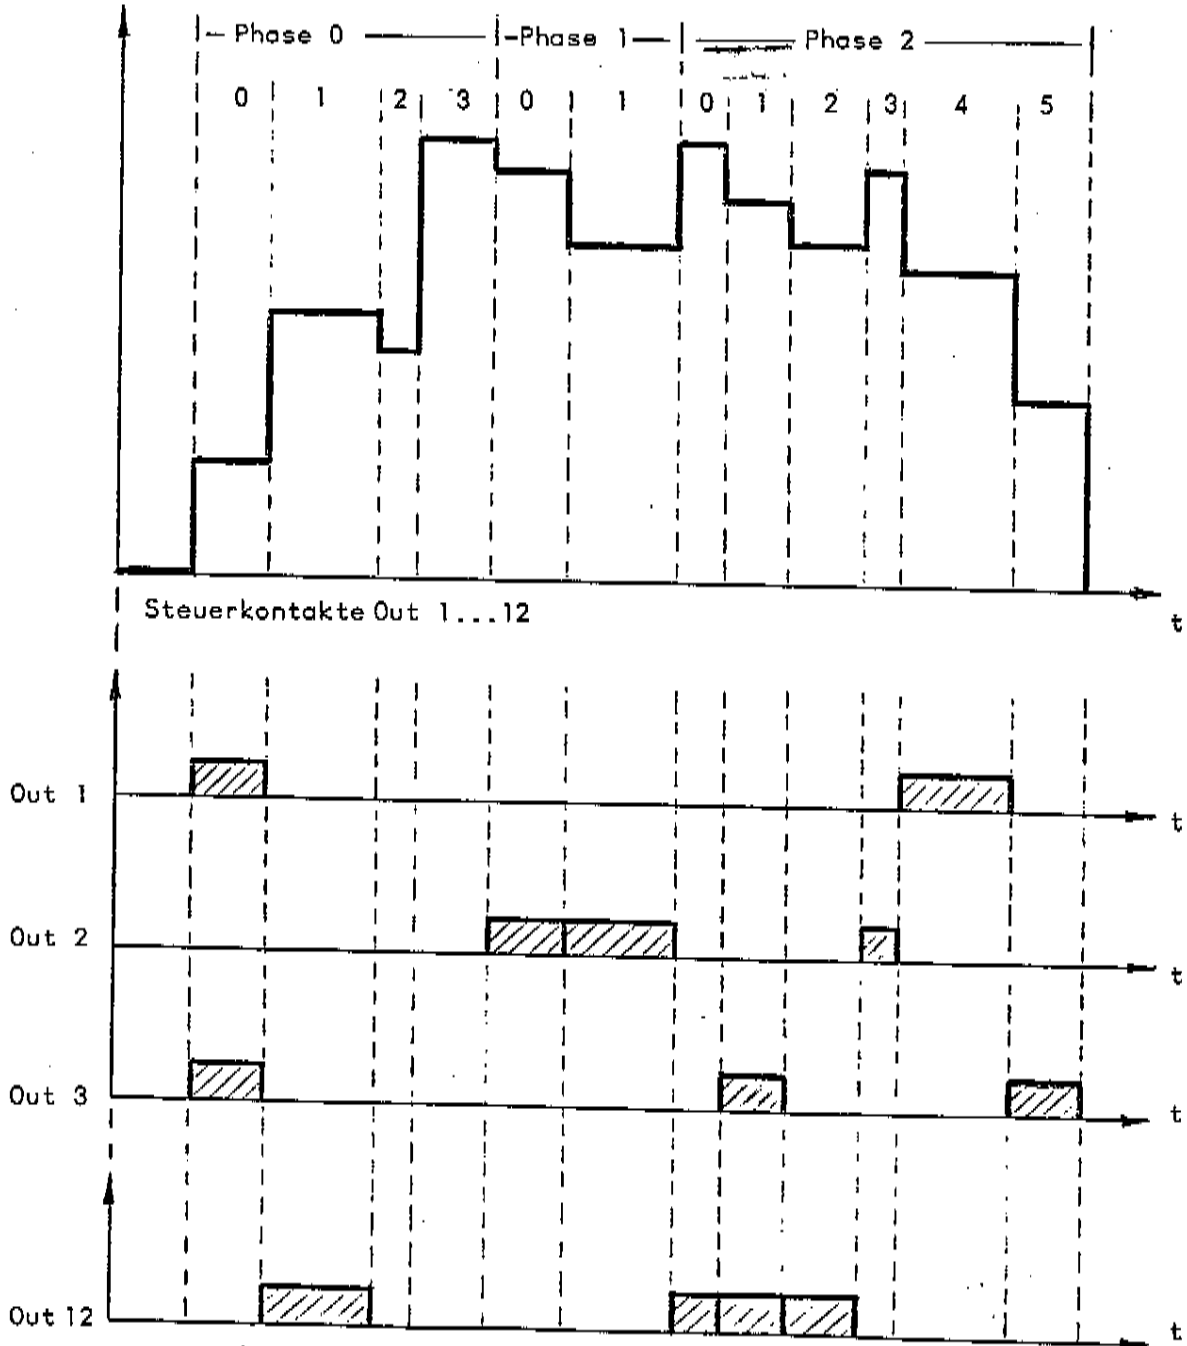 Phase 0 Phase 1 Phase 2
0 1 2 3 0 1 0 1 2 3 4 5
t
Steuerkontakte Out 1...12
Out 1 t
Out 2 t
Out 3 t
Out 12 t